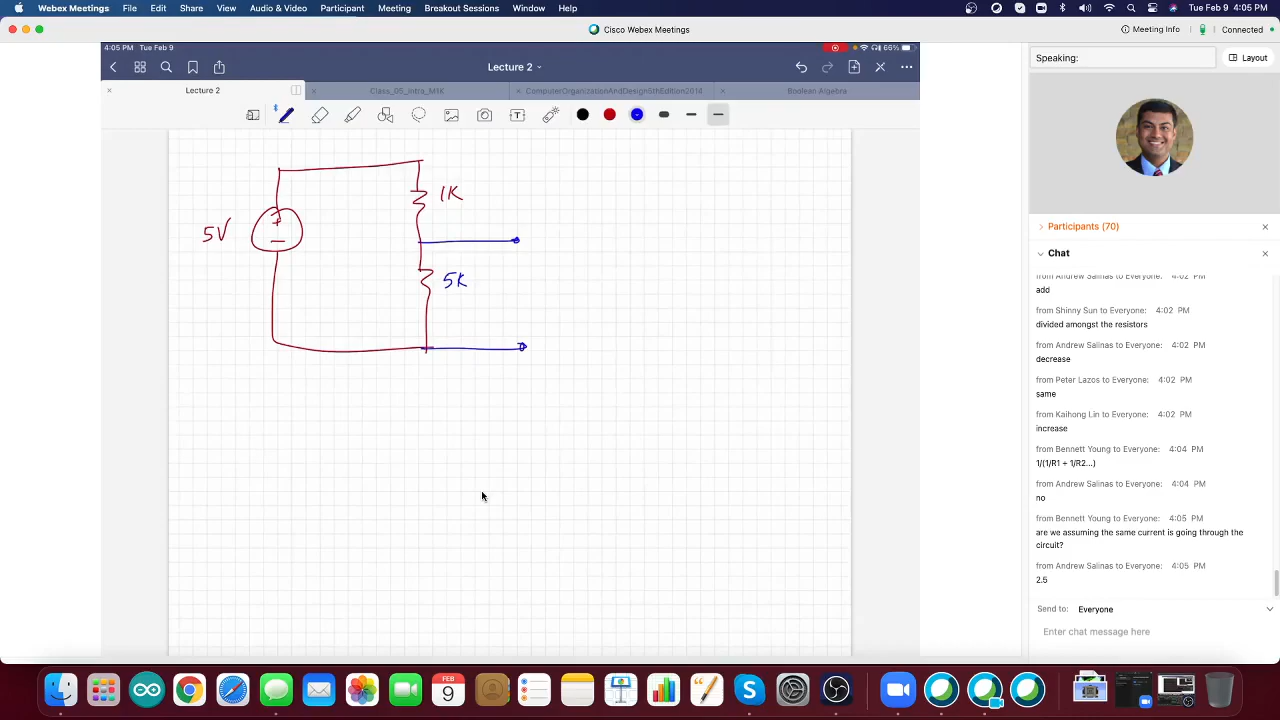 Webex Meetings File Edit Share View Audio & Video Participant Meeting Breakout Sessions Window Help Tue Feb 9 4:05 PM
Cisco Webex Meetings
Meeting Info Connected
4:05 PM Tue Feb 9
66%
Lecture 2
Lecture 2
Class_05_intra_M1K
ComputerOrganizationAndDesign5thEdition2014
Boolean Algebra
T
1K
5V
+
−
5K
Speaking:
Layout
Participants (70)
Chat
from Andrew Salinas to Everyone: 4:02 PM
add
from Shinny Sun to Everyone: 4:02 PM
divided amongst the resistors
from Andrew Salinas to Everyone: 4:02 PM
decrease
from Peter Lazos to Everyone: 4:02 PM
same
from Kaihong Lin to Everyone: 4:02 PM
increase
from Bennett Young to Everyone: 4:04 PM
1/(1/R1 + 1/R2...)
from Andrew Salinas to Everyone: 4:04 PM
no
from Bennett Young to Everyone: 4:05 PM
are we assuming the same current is going through the
circuit?
from Andrew Salinas to Everyone: 4:05 PM
2.5
Send to: Everyone
Enter chat message here
FEB
9